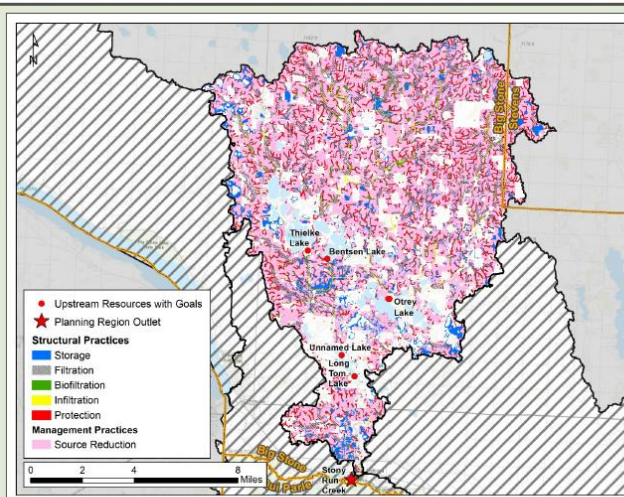 N
Big Stone
Stevens
Thielke
Lake
Bentsen Lake
Otrey
Lake
Unnamed Lake
Long
Tom
Lake
Upstream Resources with Goals
Planning Region Outlet
Structural Practices
Storage
Filtration
Biofiltration
Infiltration
Protection
Management Practices
Source Reduction
0 2 4 6 8
Miles
Big Stone
Stony
Run
Creek